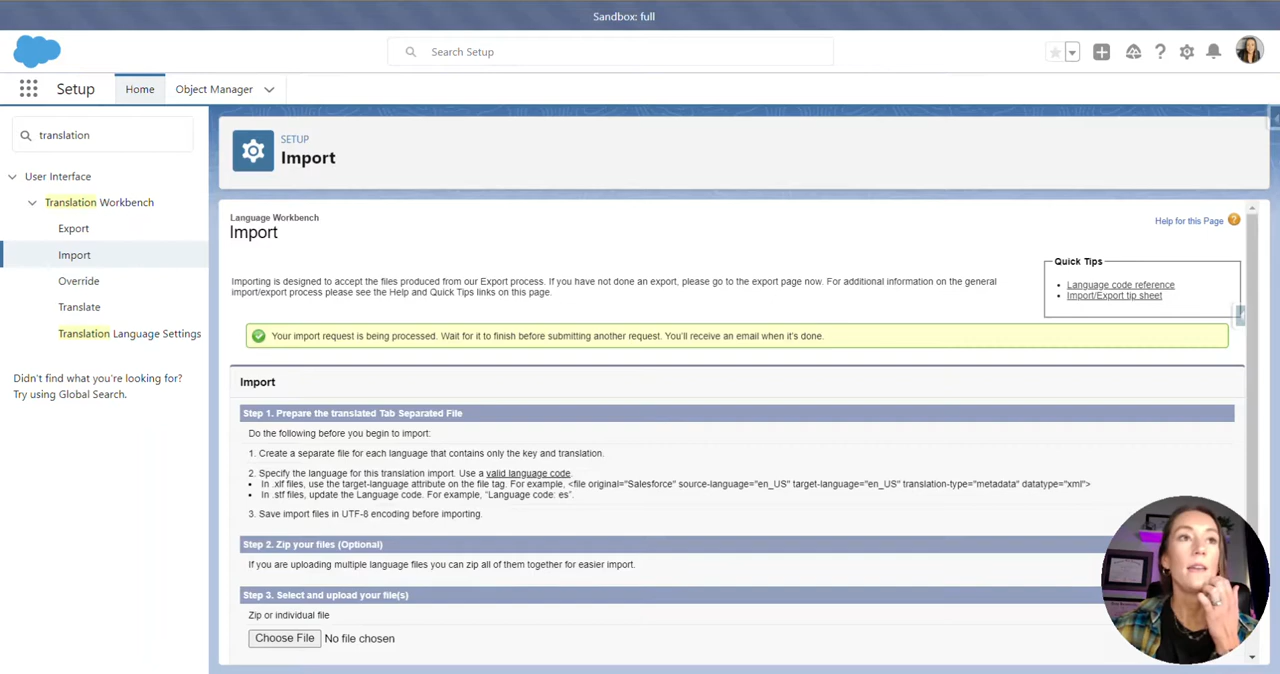 Sandbox: full
Search Setup
Setup
Home
Object Manager
translation
User Interface
Translation Workbench
Export
Import
Override
Translate
Translation Language Settings
Didn't find what you're looking for?
Try using Global Search.
SETUP
Import
Language Workbench
Import
Help for this Page
Importing is designed to accept the files produced from our Export process. If you have not done an export, please go to the export page now. For additional information on the general
import/export process please see the Help and Quick Tips links on this page.
Quick Tips
• Language code reference
• Import/Export tip sheet
Your import request is being processed. Wait for it to finish before submitting another request. You'll receive an email when it's done.
Import
Step 1. Prepare the translated Tab Separated File
Do the following before you begin to import:
1. Create a separate file for each language that contains only the key and translation.
2. Specify the language for this translation import. Use a valid language code.
• In .xlf files, use the target-language attribute on the file tag. For example, <file original="Salesforce" source-language="en_US" target-language="en_US" translation-type="metadata" datatype="xml">
• In .stf files, update the Language code. For example, "Language code: es".
3. Save import files in UTF-8 encoding before importing.
Step 2. Zip your files (Optional)
If you are uploading multiple language files you can zip all of them together for easier import.
Step 3. Select and upload your file(s)
Zip or individual file
Choose File No file chosen